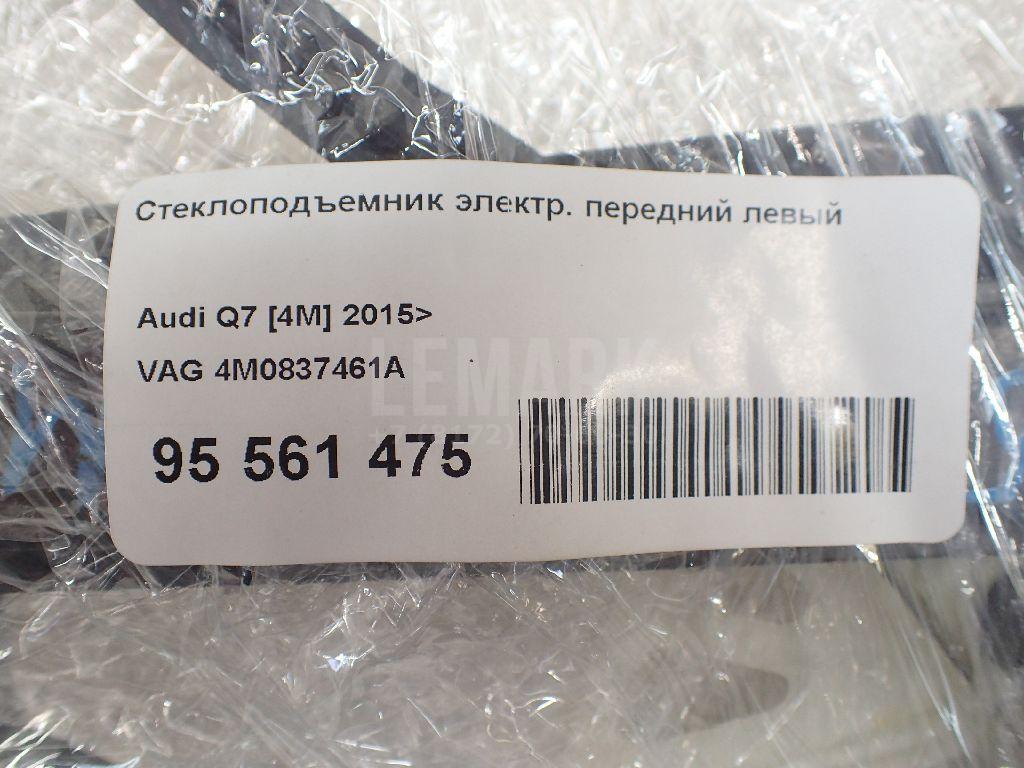 Стеклоподъемник электр. передний левый
Audi Q7 [4M] 2015>
VAG 4M0837461A
LEMARK
95 561 475